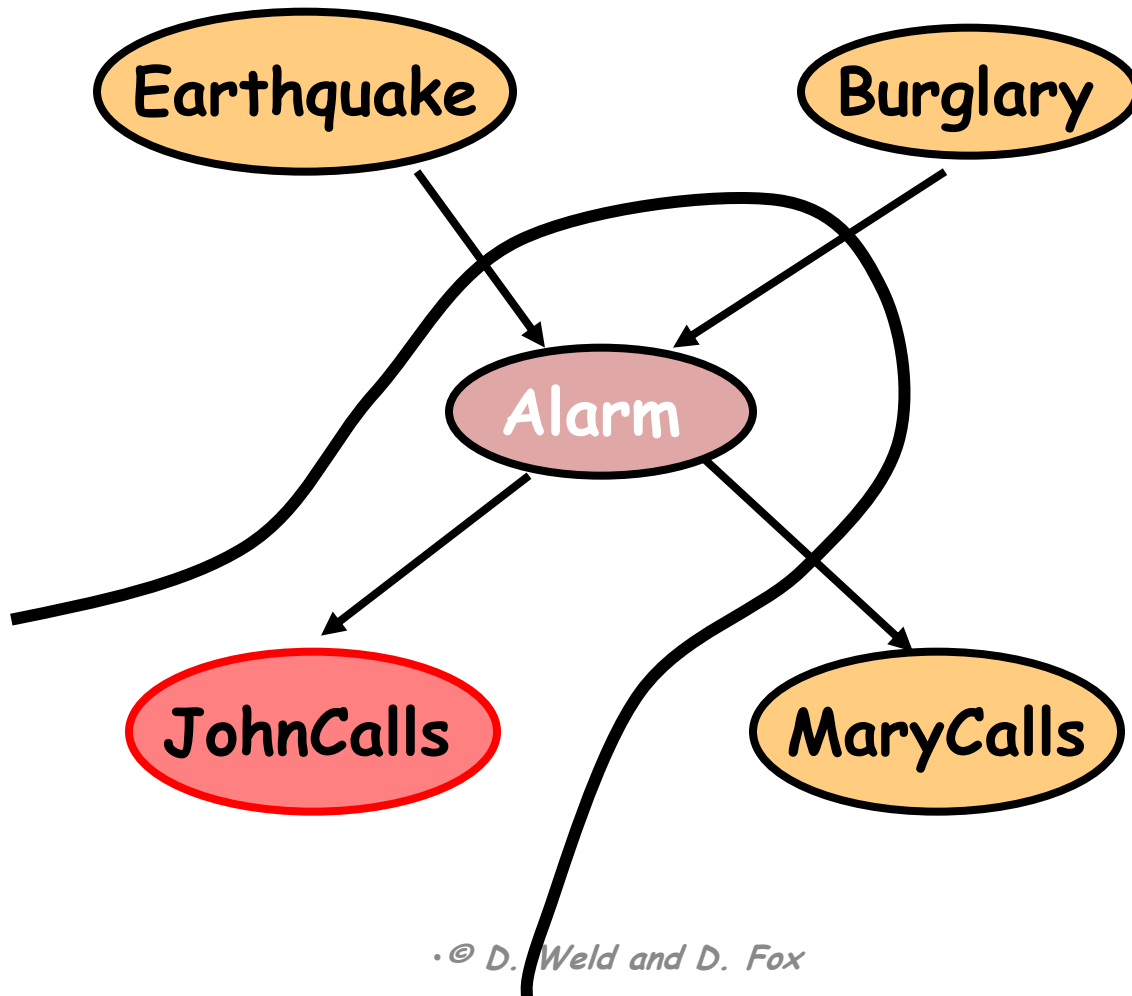 Earthquake
Burglary
Alarm
JohnCalls
MaryCalls
·© D. Weld and D. Fox